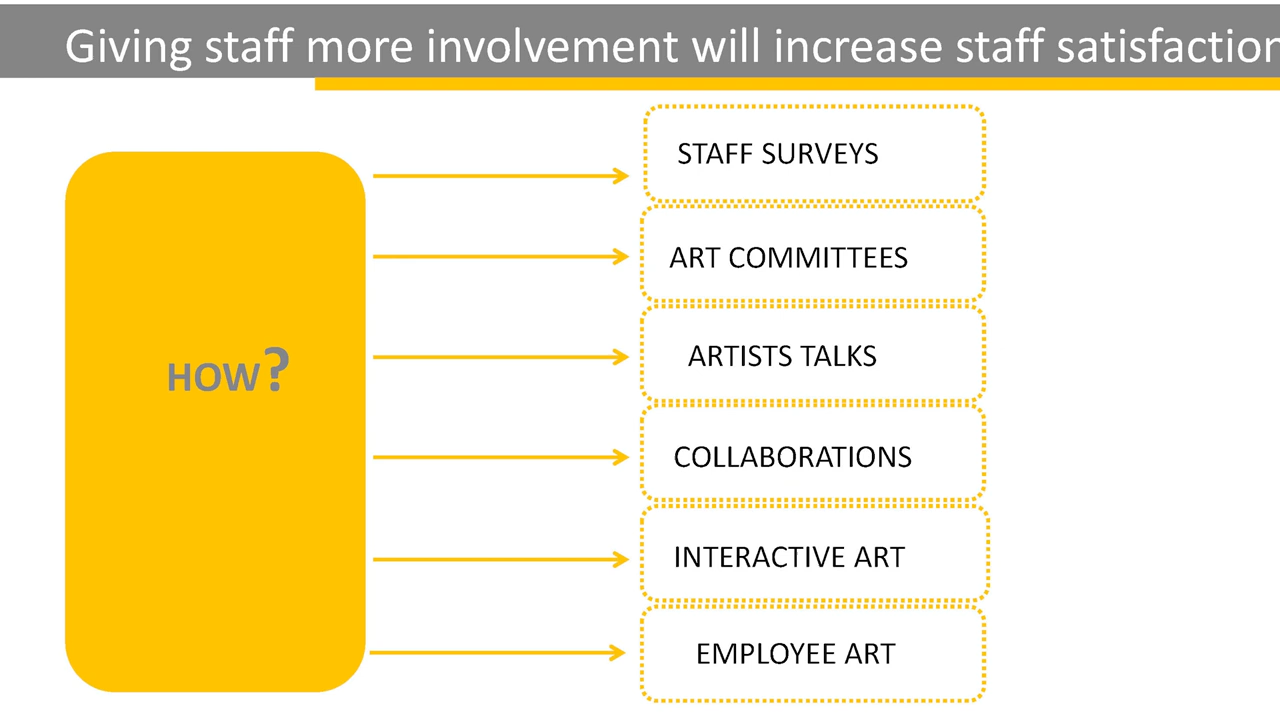 Giving staff more involvement will increase staff satisfaction
HOW?
STAFF SURVEYS
ART COMMITTEES
ARTISTS TALKS
COLLABORATIONS
INTERACTIVE ART
EMPLOYEE ART